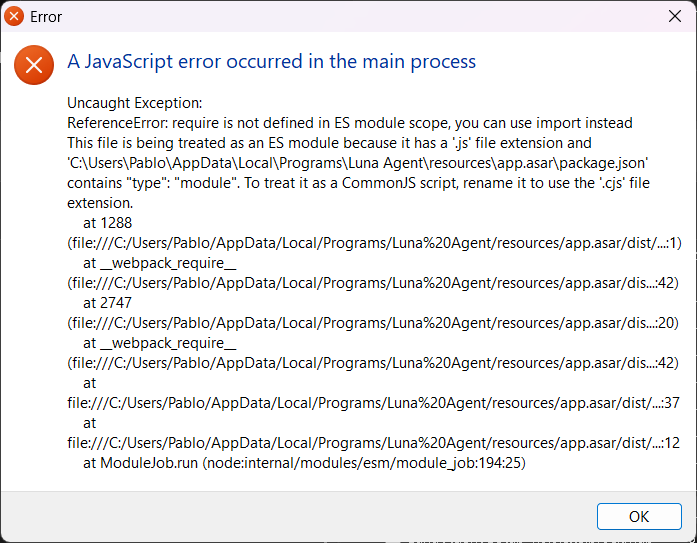 Error
A JavaScript error occurred in the main process
Uncaught Exception:
ReferenceError: require is not defined in ES module scope, you can use import instead
This file is being treated as an ES module because it has a '.js' file extension and
'C:\Users\Pablo\AppData\Local\Programs\Luna Agent\resources\app.asar\package.json'
contains "type": "module". To treat it as a CommonJS script, rename it to use the '.cjs' file
extension.
at 1288
(file:///C:/Users/Pablo/AppData/Local/Programs/Luna%20Agent/resources/app.asar/dist/...:1)
at __webpack_require__
(file:///C:/Users/Pablo/AppData/Local/Programs/Luna%20Agent/resources/app.asar/dis...:42)
at 2747
(file:///C:/Users/Pablo/AppData/Local/Programs/Luna%20Agent/resources/app.asar/dis...:20)
at __webpack_require__
(file:///C:/Users/Pablo/AppData/Local/Programs/Luna%20Agent/resources/app.asar/dis...:42)
at
file:///C:/Users/Pablo/AppData/Local/Programs/Luna%20Agent/resources/app.asar/dist/...:37
at
file:///C:/Users/Pablo/AppData/Local/Programs/Luna%20Agent/resources/app.asar/dist/...:12
at ModuleJob.run (node:internal/modules/esm/module_job:194:25)
OK